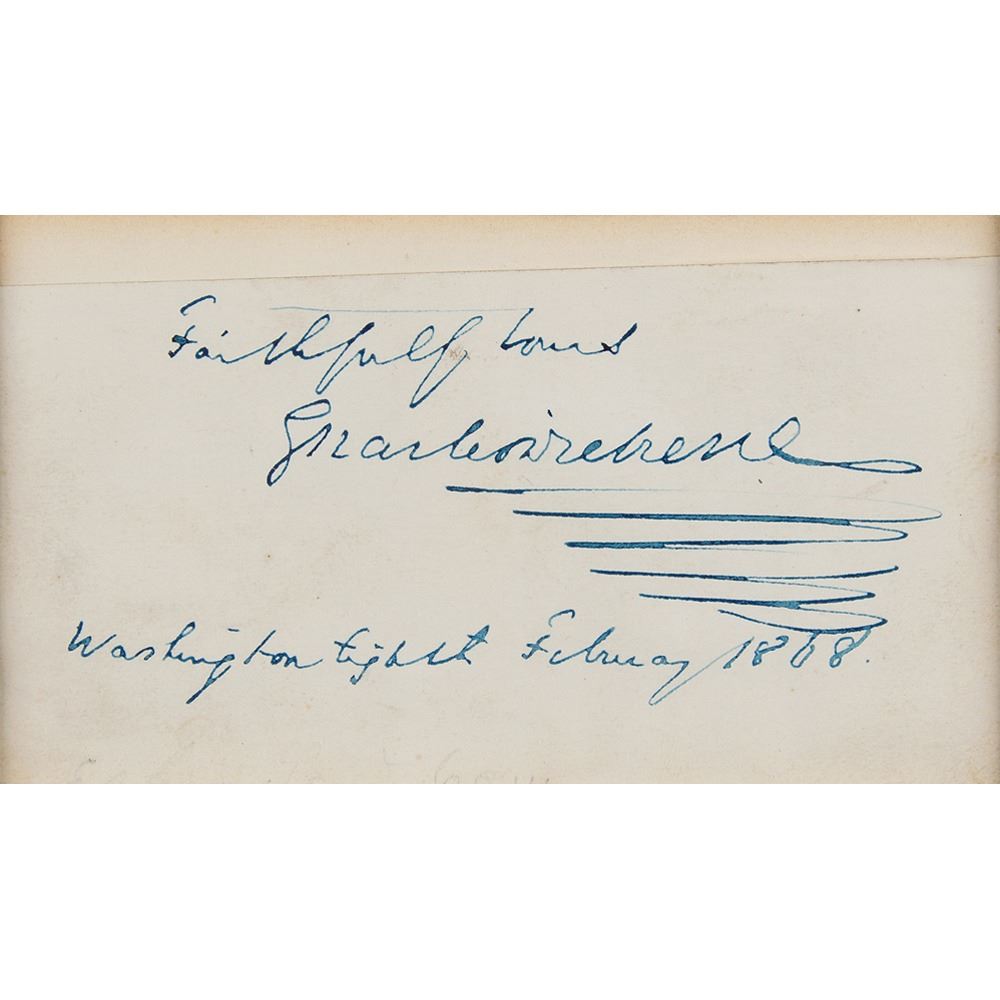 Faithfully Yours
Charles Dickens
Washington Eighth February 1868.